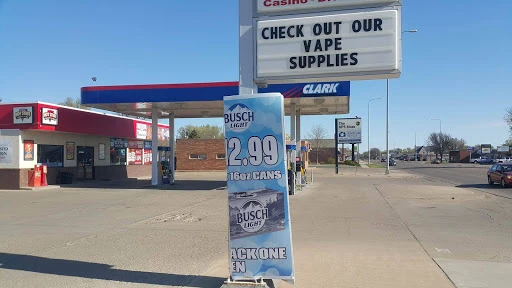 Casino
CHECK OUT OUR
VAPE
SUPPLIES
CLARK
BUSCH
LIGHT
2.99
16oz CANS
BUSCH
LIGHT
ACK ONE
EN